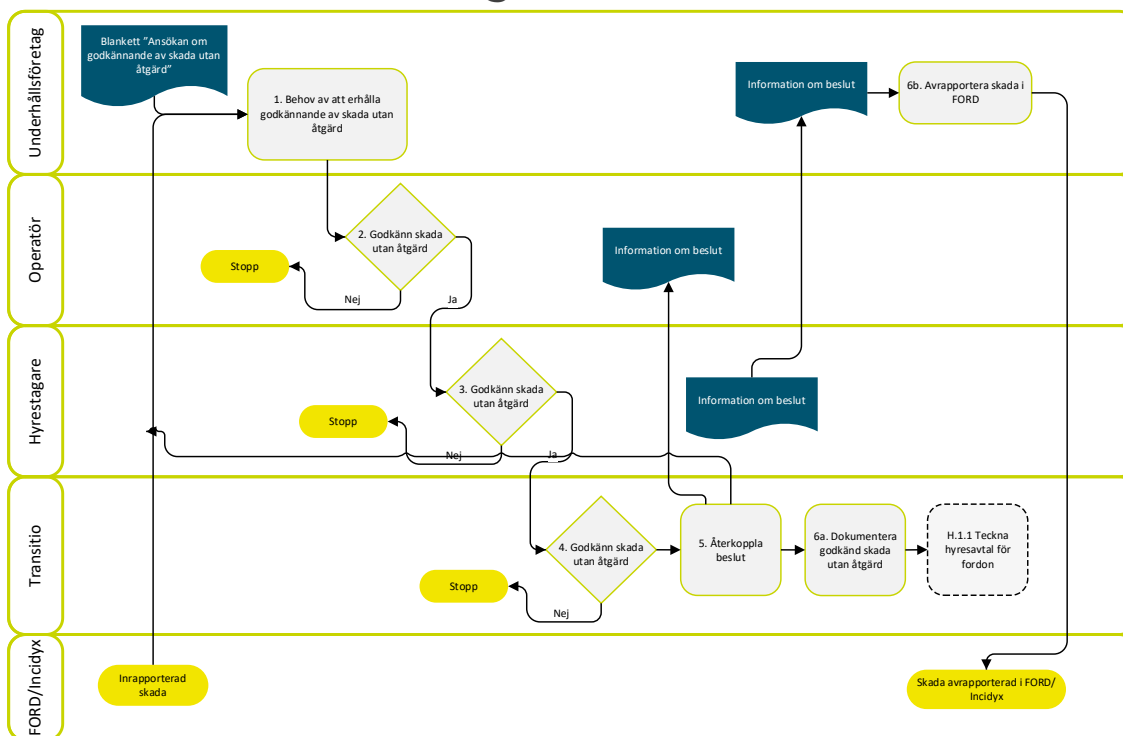 Underhållsföretag
Blankett "Ansökan om
godkännande av skada utan
åtgärd"
1. Behov av att erhålla
godkännande av skada utan
åtgärd
Information om beslut
6b. Avrapportera skada i
FORD
Operatör
2. Godkänn skada
utan åtgärd
Stopp
Nej
Ja
Information om beslut
Hyrestagare
3. Godkänn skada
utan åtgärd
Stopp
Nej
Ja
Information om beslut
Transitio
4. Godkänn skada
utan åtgärd
Stopp
Nej
5. Återkoppla
beslut
6a. Dokumentera
godkänd skada
utan åtgärd
H.1.1 Teckna
hyresavtal för
fordon
FORD/Incidyx
Inrapporterad
skada
Skada avrapporterad i FORD/
Incidyx